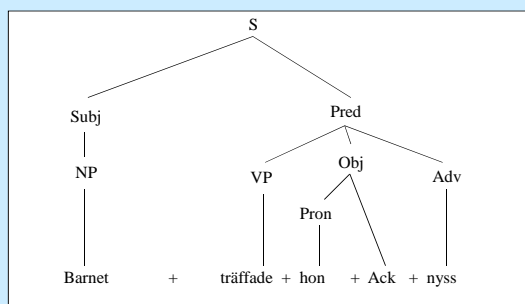 S
Subj Pred
NP VP Obj Adv
Pron
Barnet + träffade + hon + Ack + nyss